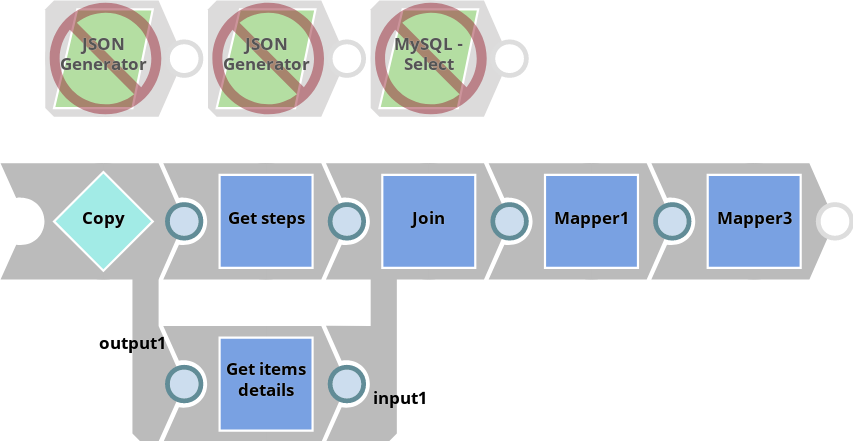 JSON
Generator
JSON
Generator
MySQL -
Select
Copy
Get steps
Join
Mapper1
Mapper3
output1
Get items
details
input1